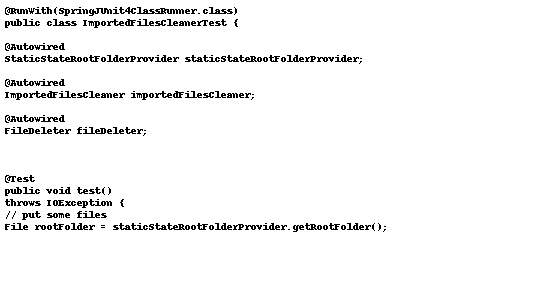 @RunWith(SpringJUnit4ClassRunner.class)
public class ImportedFilesCleanerTest {
@Autowired
StaticStateRootFolderProvider staticStateRootFolderProvider;
@Autowired
ImportedFilesCleaner importedFilesCleaner;
@Autowired
FileDeleter fileDeleter;
@Test
public void test()
throws IOException {
// put some files
File rootFolder = staticStateRootFolderProvider.getRootFolder();